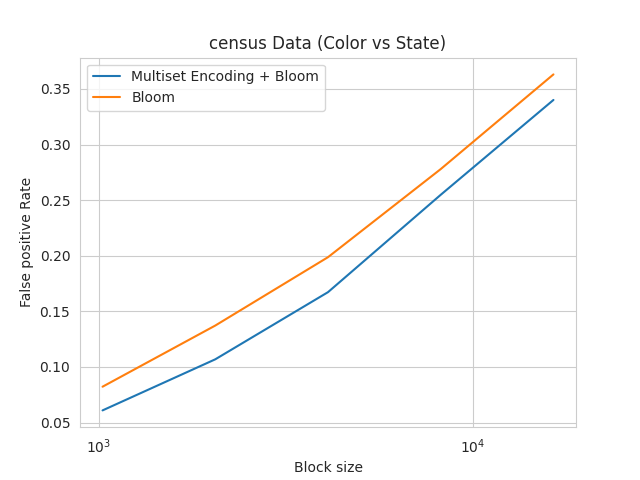 census Data (Color vs State)
Multiset Encoding + Bloom
Bloom
False positive Rate
0.35
0.30
0.25
0.20
0.15
0.10
0.05
10³
10⁴
Block size